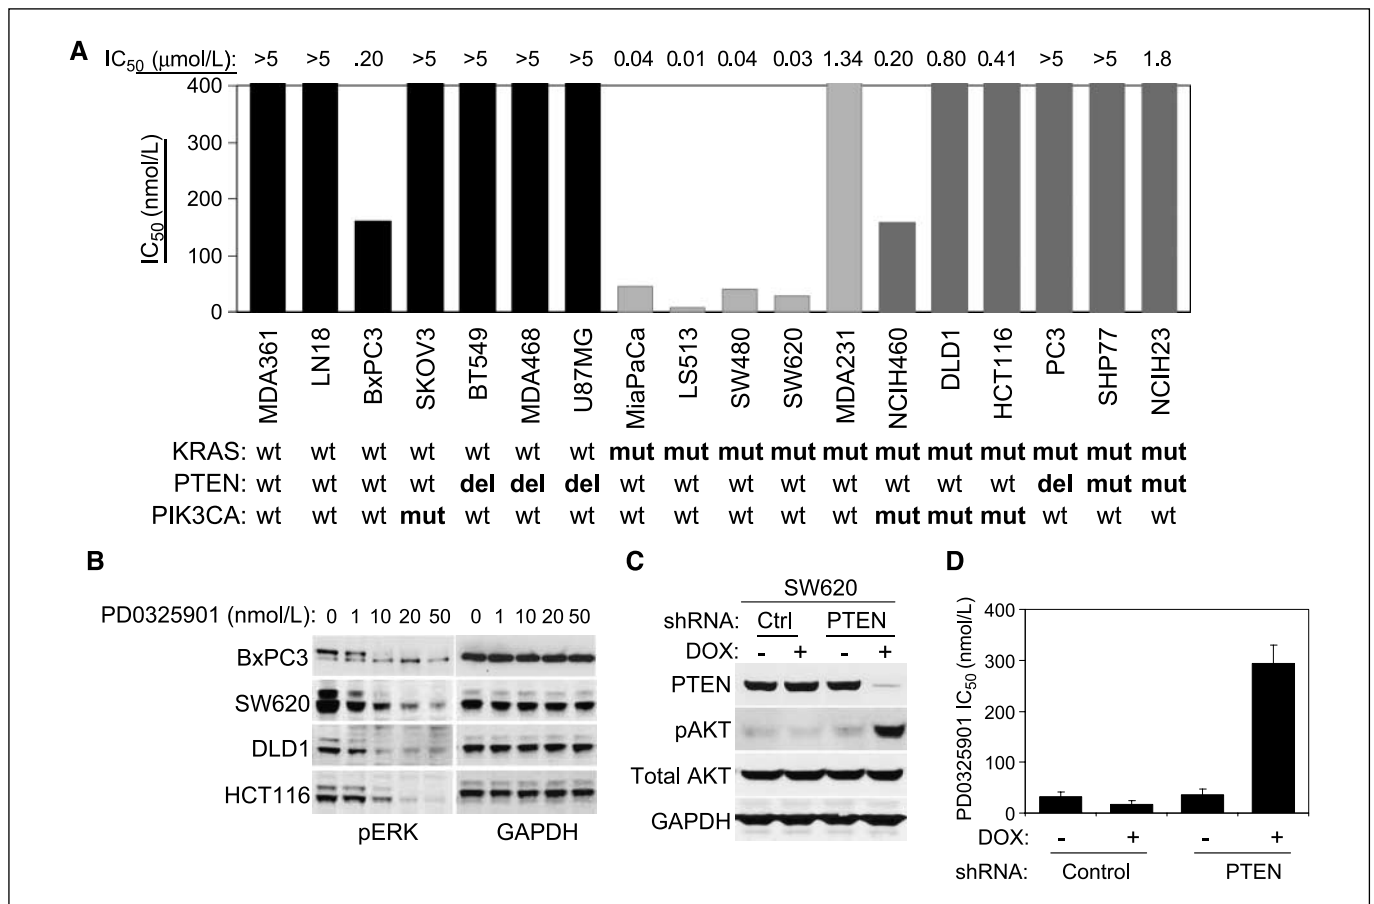 A
IC50 (μmol/L): >5 >5 .20 >5 >5 >5 >5 0.04 0.01 0.04 0.03 1.34 0.20 0.80 0.41 >5 >5 1.8
IC50 (nmol/L)
400
300
200
100
0
MDA361 LN18 BxPC3 SKOV3 BT549 MDA468 U87MG MiaPaCa LS513 SW480 SW620 MDA231 NCIH460 DLD1 HCT116 PC3 SHP77 NCIH23
KRAS: wt wt wt wt wt wt wt mut mut mut mut mut mut mut mut mut mut mut
PTEN: wt wt wt wt del del del wt wt wt wt wt wt wt wt del mut mut
PIK3CA: wt wt wt mut wt wt wt wt wt wt wt wt mut mut mut wt wt wt
B
PD0325901 (nmol/L): 0 1 10 20 50 0 1 10 20 50
BxPC3
SW620
DLD1
HCT116
pERK GAPDH
C
SW620
shRNA: Ctrl PTEN
DOX: - + - +
PTEN
pAKT
Total AKT
GAPDH
D
PD0325901 IC50 (nmol/L)
400
300
200
100
0
DOX: - + - +
shRNA: Control PTEN